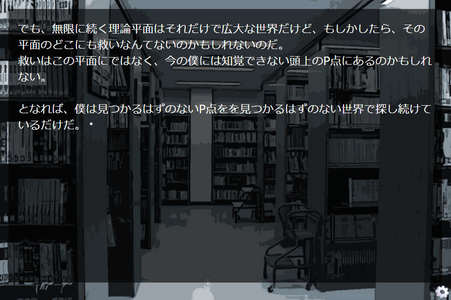 でも、無限に続く理論平面はそれだけで広大な世界だけど、もしかしたら、その
平面のどこにも救いなんてないのかもしれないのだ。
救いはこの平面にではなく、今の僕には知覚できない頭上のP点にあるのかもしれ
ない。
となれば、僕は見つかるはずのないP点をを見つかるはずのない世界で探し続けて
いるだけだ。